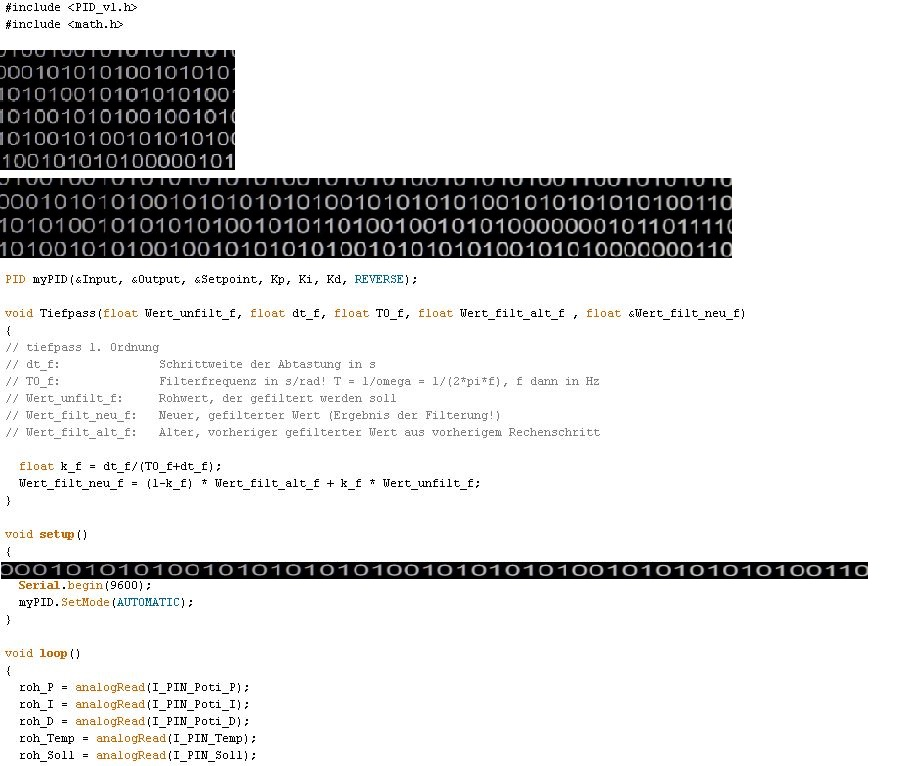 #include <PID_v1.h>
#include <math.h>
PID myPID(&Input, &Output, &Setpoint, Kp, Ki, Kd, REVERSE);
void Tiefpass(float Wert_unfilt_f, float dt_f, float T0_f, float Wert_filt_alt_f , float &Wert_filt_neu_f)
{
// tiefpass 1. Ordnung
// dt_f:              Schrittweite der Abtastung in s
// T0_f:              Filterfrequenz in s/rad! T = 1/omega = 1/(2*pi*f), f dann in Hz
// Wert_unfilt_f:     Rohwert, der gefiltert werden soll
// Wert_filt_neu_f:   Neuer, gefilterter Wert (Ergebnis der Filterung!)
// Wert_filt_alt_f:   Alter, vorheriger gefilterter Wert aus vorherigem Rechenschritt
  float k_f = dt_f/(T0_f+dt_f);
  Wert_filt_neu_f = (1-k_f) * Wert_filt_alt_f + k_f * Wert_unfilt_f;
}
void setup()
{
  Serial.begin(9600);
  myPID.SetMode(AUTOMATIC);
}
void loop()
{
  roh_P = analogRead(I_PIN_Poti_P);
  roh_I = analogRead(I_PIN_Poti_I);
  roh_D = analogRead(I_PIN_Poti_D);
  roh_Temp = analogRead(I_PIN_Temp);
  roh_Soll = analogRead(I_PIN_Soll);